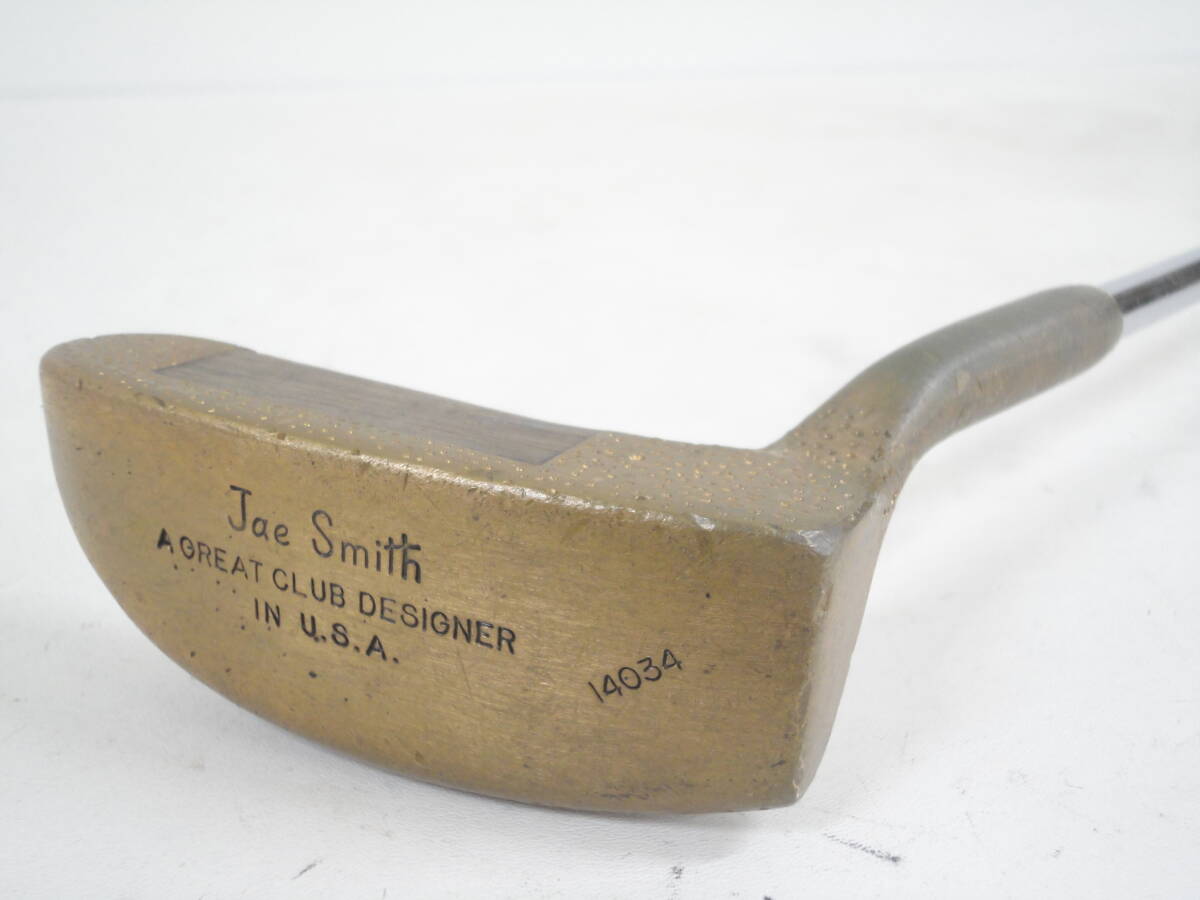 Jae Smith
A GREAT CLUB DESIGNER
IN U.S.A.
14034